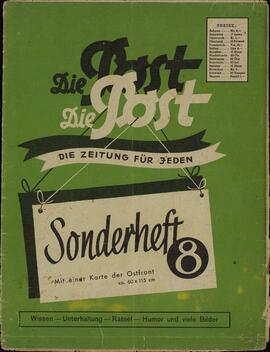 PREISE:
Die Post
Die Post
DIE ZEITUNG FÜR JEDEN
Sonderheft
8
Mit einer Karte der Ostfront
ca. 60 x 115 cm
Wissen — Unterhaltung — Rätsel — Humor und viele Bilder